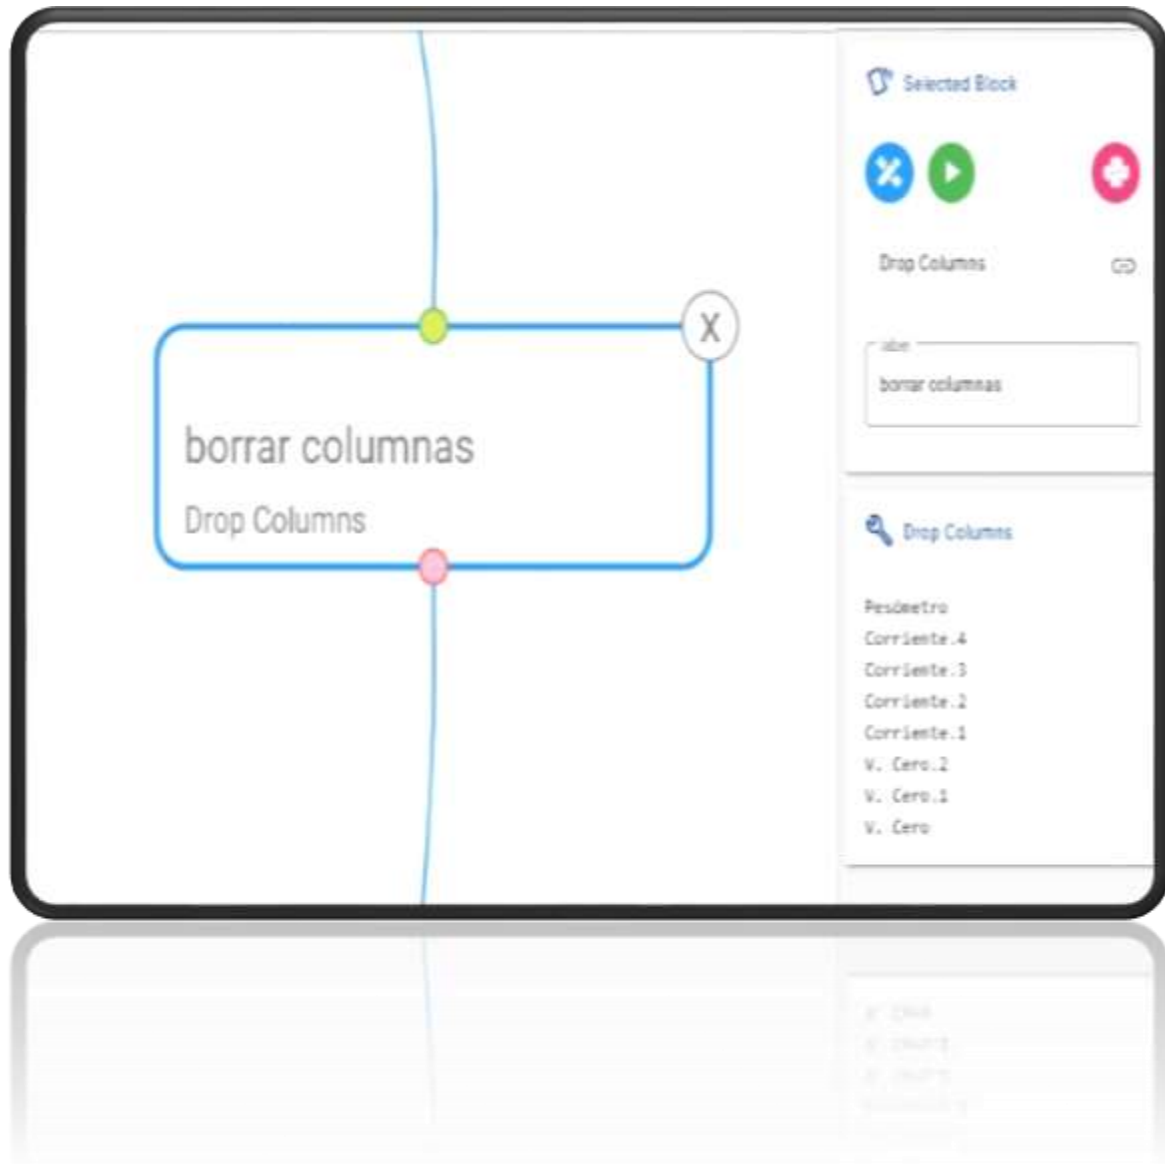 X
borrar columnas
Drop Columns
Selected Block
Drop Columns
borrar columnas
Drop Columns
Pesómetro
Corriente.4
Corriente.3
Corriente.2
Corriente.1
V. Cero.2
V. Cero.1
V. Cero